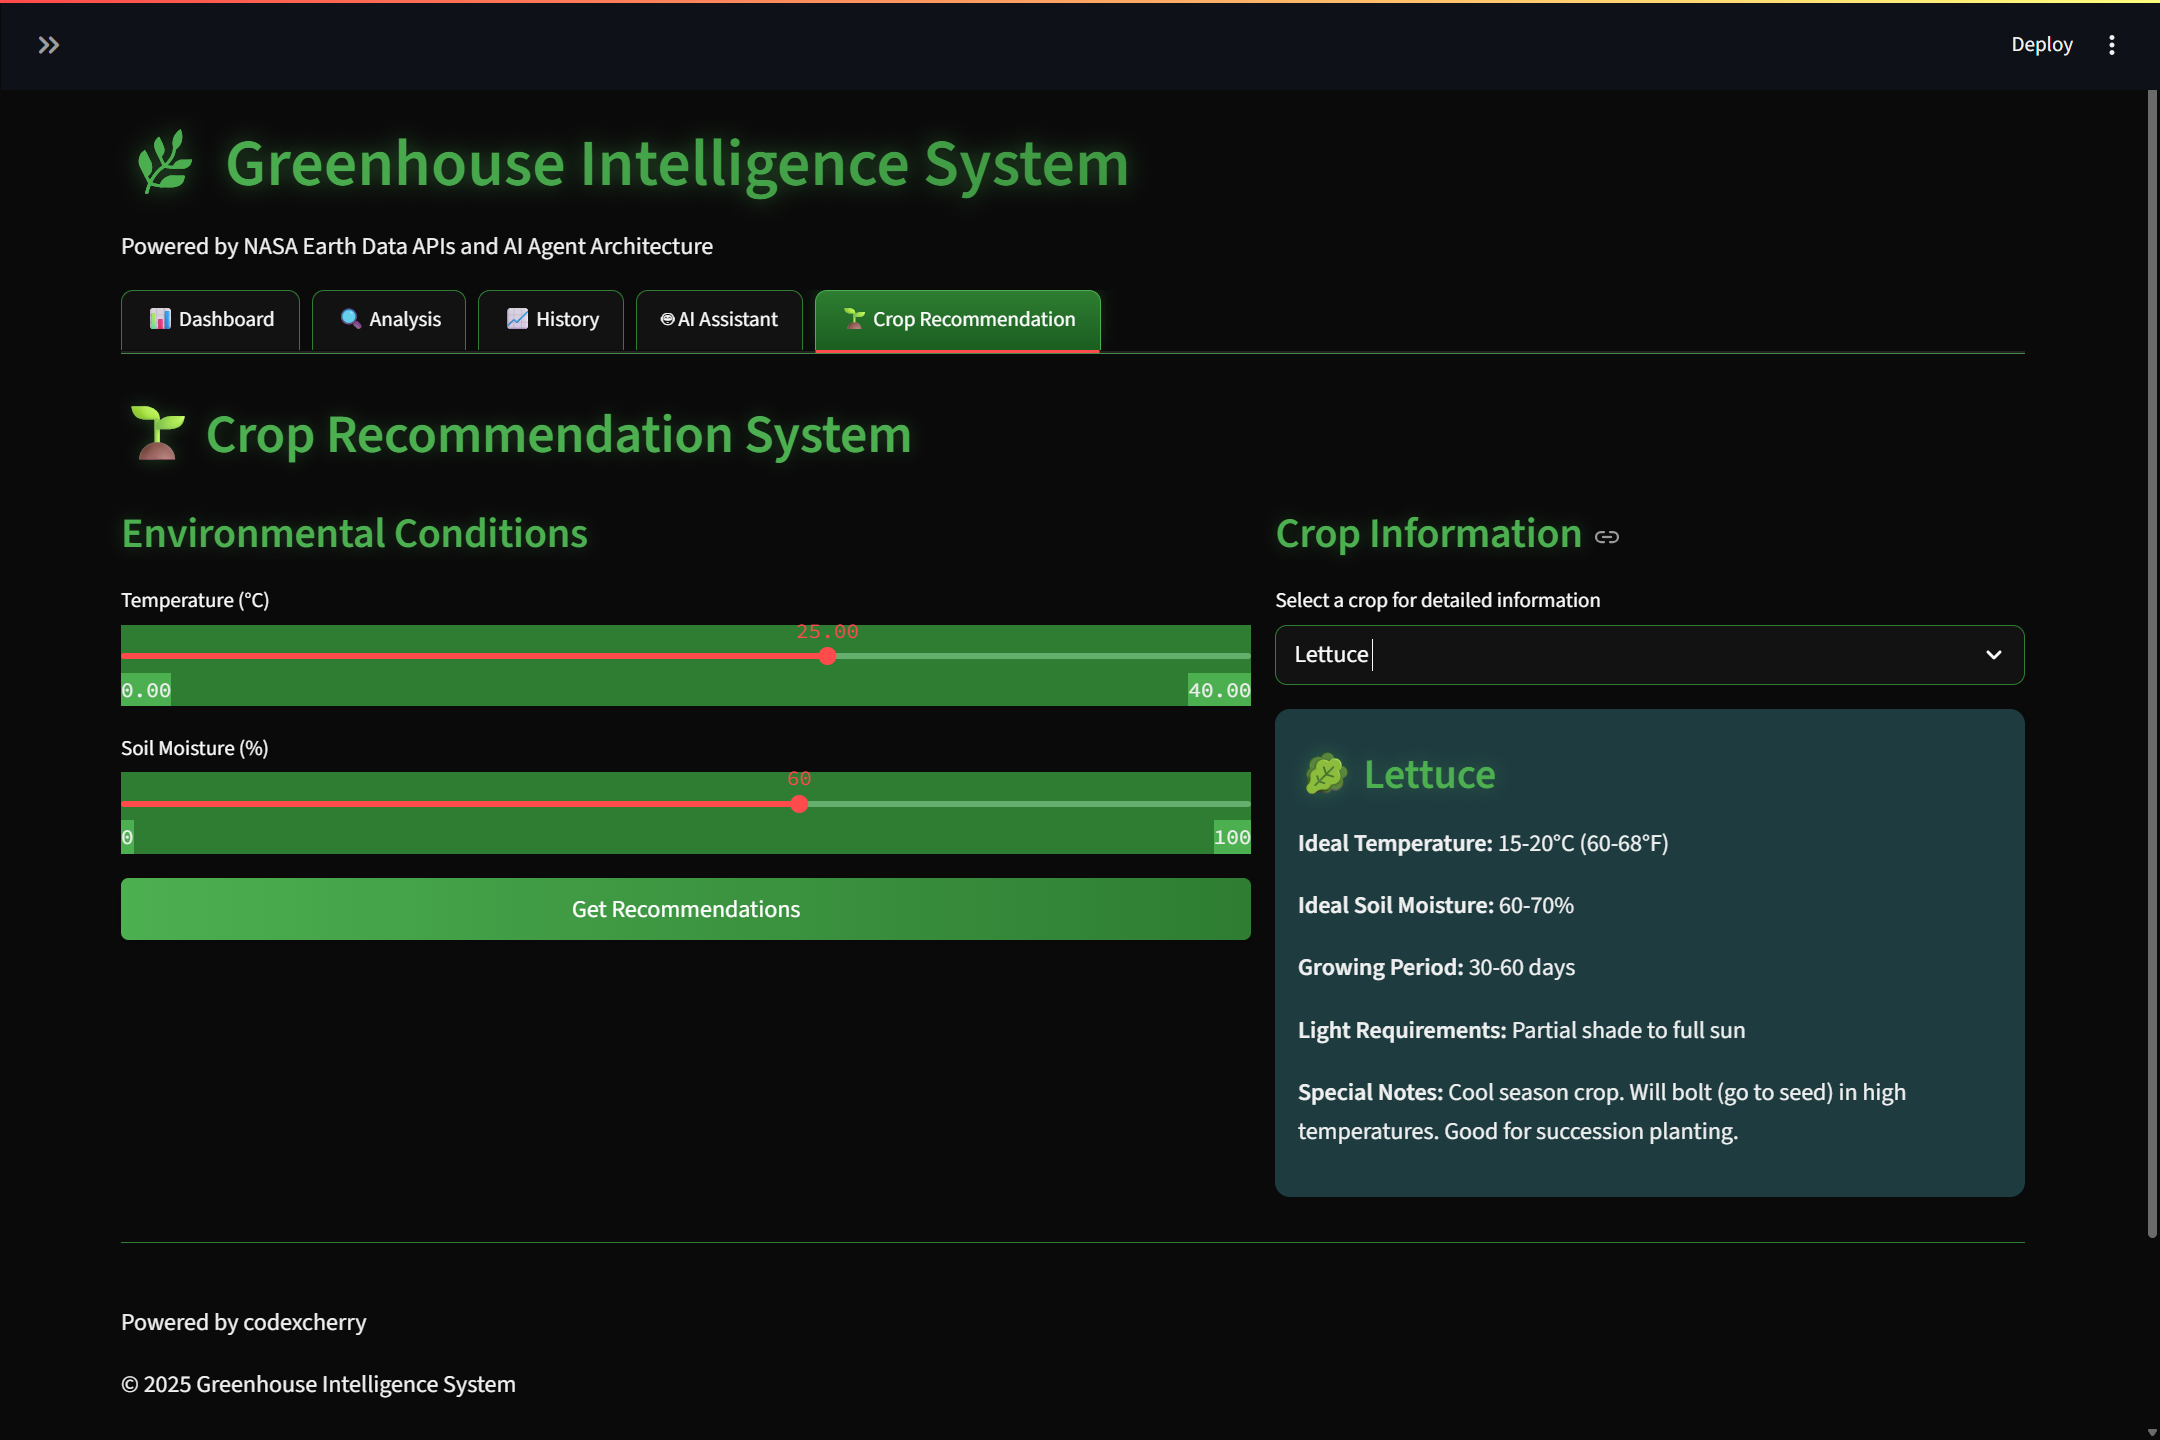 Deploy
Greenhouse Intelligence System
Powered by NASA Earth Data APIs and AI Agent Architecture
Dashboard
Analysis
History
AI Assistant
Crop Recommendation
Crop Recommendation System
Environmental Conditions
Temperature (°C)
25.00
0.00
40.00
Soil Moisture (%)
60
0
100
Get Recommendations
Crop Information
Select a crop for detailed information
Lettuce
Lettuce
Ideal Temperature: 15-20°C (60-68°F)
Ideal Soil Moisture: 60-70%
Growing Period: 30-60 days
Light Requirements: Partial shade to full sun
Special Notes: Cool season crop. Will bolt (go to seed) in high
temperatures. Good for succession planting.
Powered by codexcherry
© 2025 Greenhouse Intelligence System